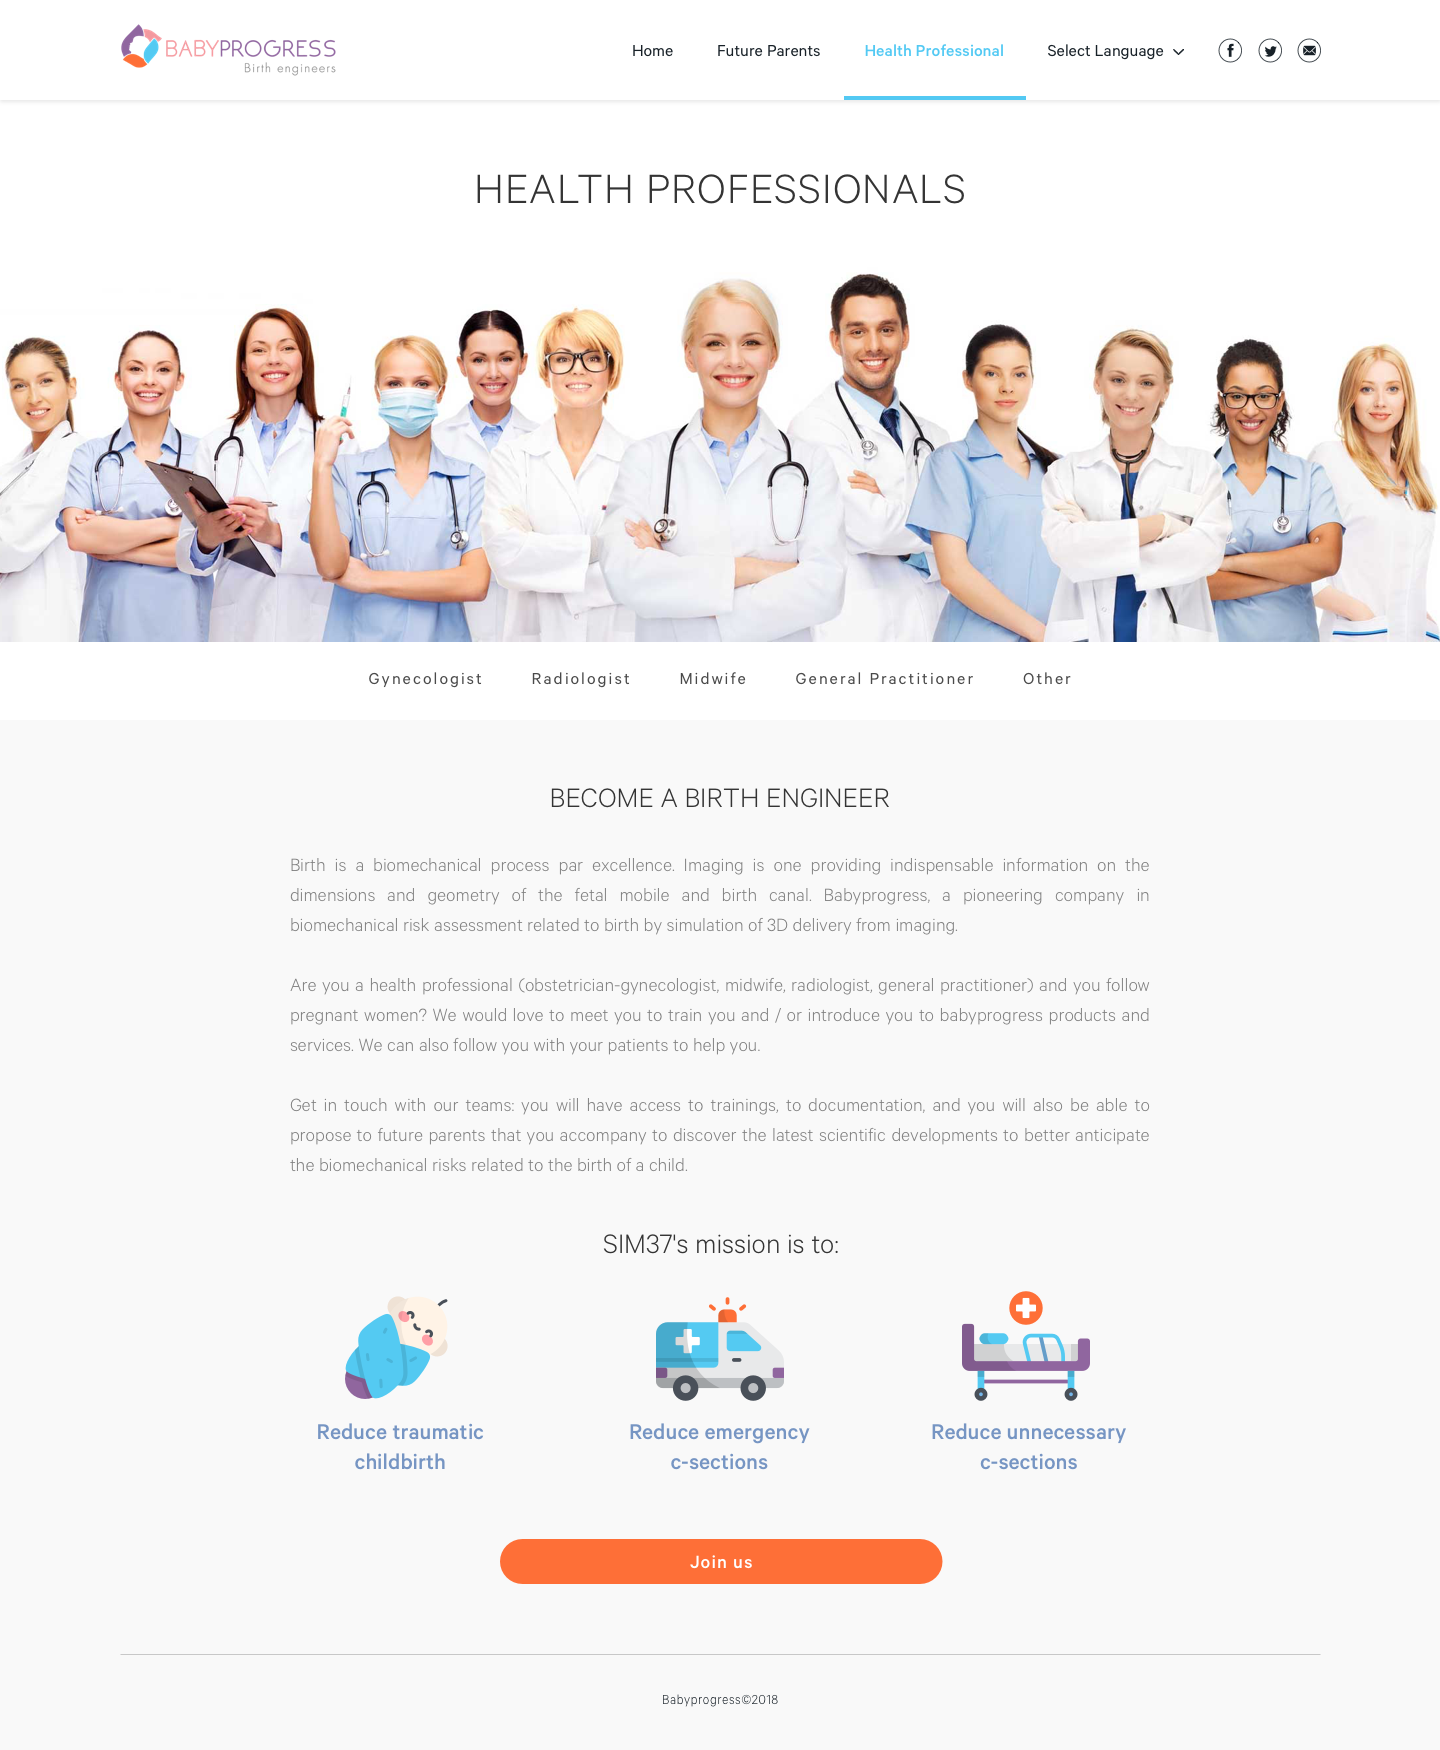 BABYPROGRESS
Birth engineers
Home Future Parents Health Professional Select Language
HEALTH PROFESSIONALS
Gynecologist Radiologist Midwife General Practitioner Other
BECOME A BIRTH ENGINEER
Birth is a biomechanical process par excellence. Imaging is one providing indispensable information on the
dimensions and geometry of the fetal mobile and birth canal. Babyprogress, a pioneering company in
biomechanical risk assessment related to birth by simulation of 3D delivery from imaging.
Are you a health professional (obstetrician-gynecologist, midwife, radiologist, general practitioner) and you follow
pregnant women? We would love to meet you to train you and / or introduce you to babyprogress products and
services. We can also follow you with your patients to help you.
Get in touch with our teams: you will have access to trainings, to documentation, and you will also be able to
propose to future parents that you accompany to discover the latest scientific developments to better anticipate
the biomechanical risks related to the birth of a child.
SIM37's mission is to:
Reduce traumatic
childbirth
Reduce emergency
c-sections
Reduce unnecessary
c-sections
Join us
Babyprogress©2018